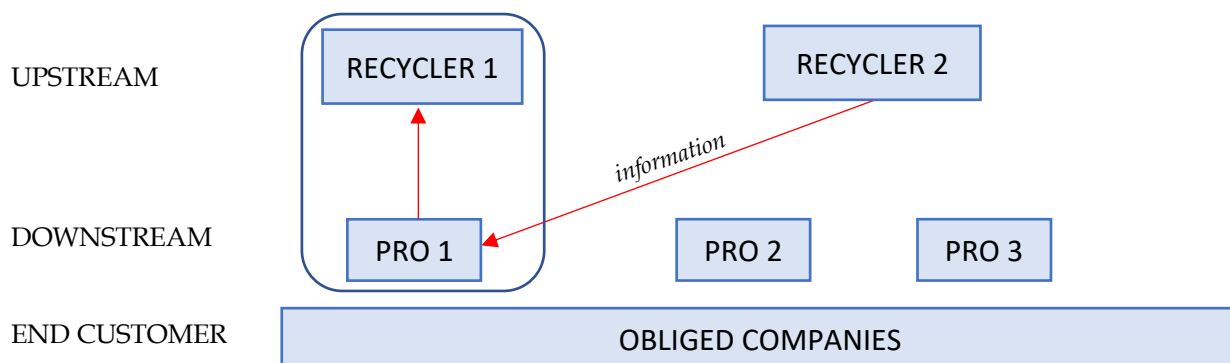 UPSTREAM
RECYCLER 1
RECYCLER 2
information
DOWNSTREAM
PRO 1
PRO 2
PRO 3
END CUSTOMER
OBLIGED COMPANIES